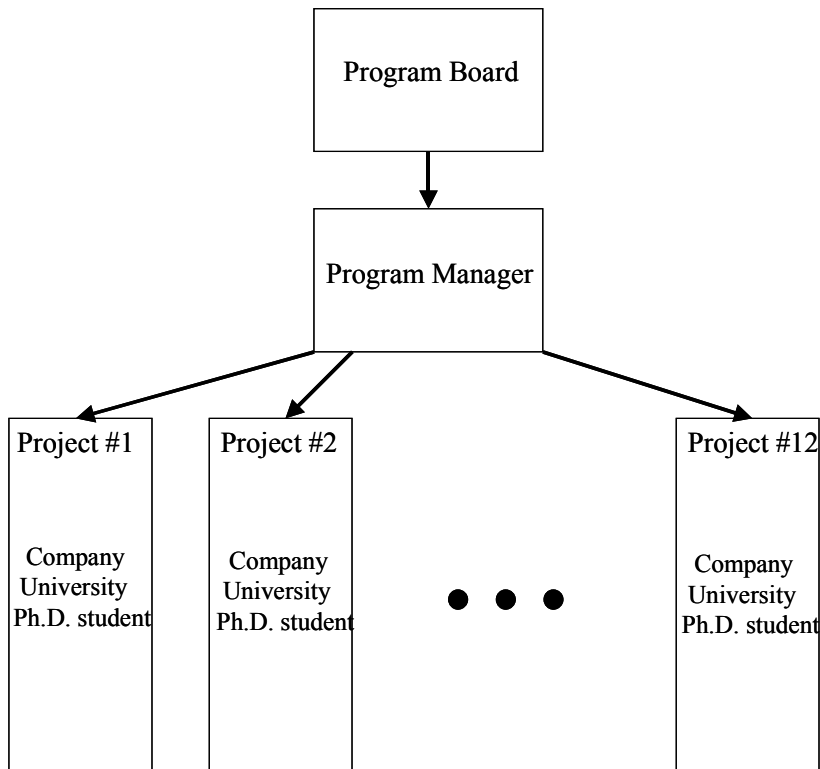 Program Board
Program Manager
Project #1
Company
University
Ph.D. student
Project #2
Company
University
Ph.D. student
Project #12
Company
University
Ph.D. student